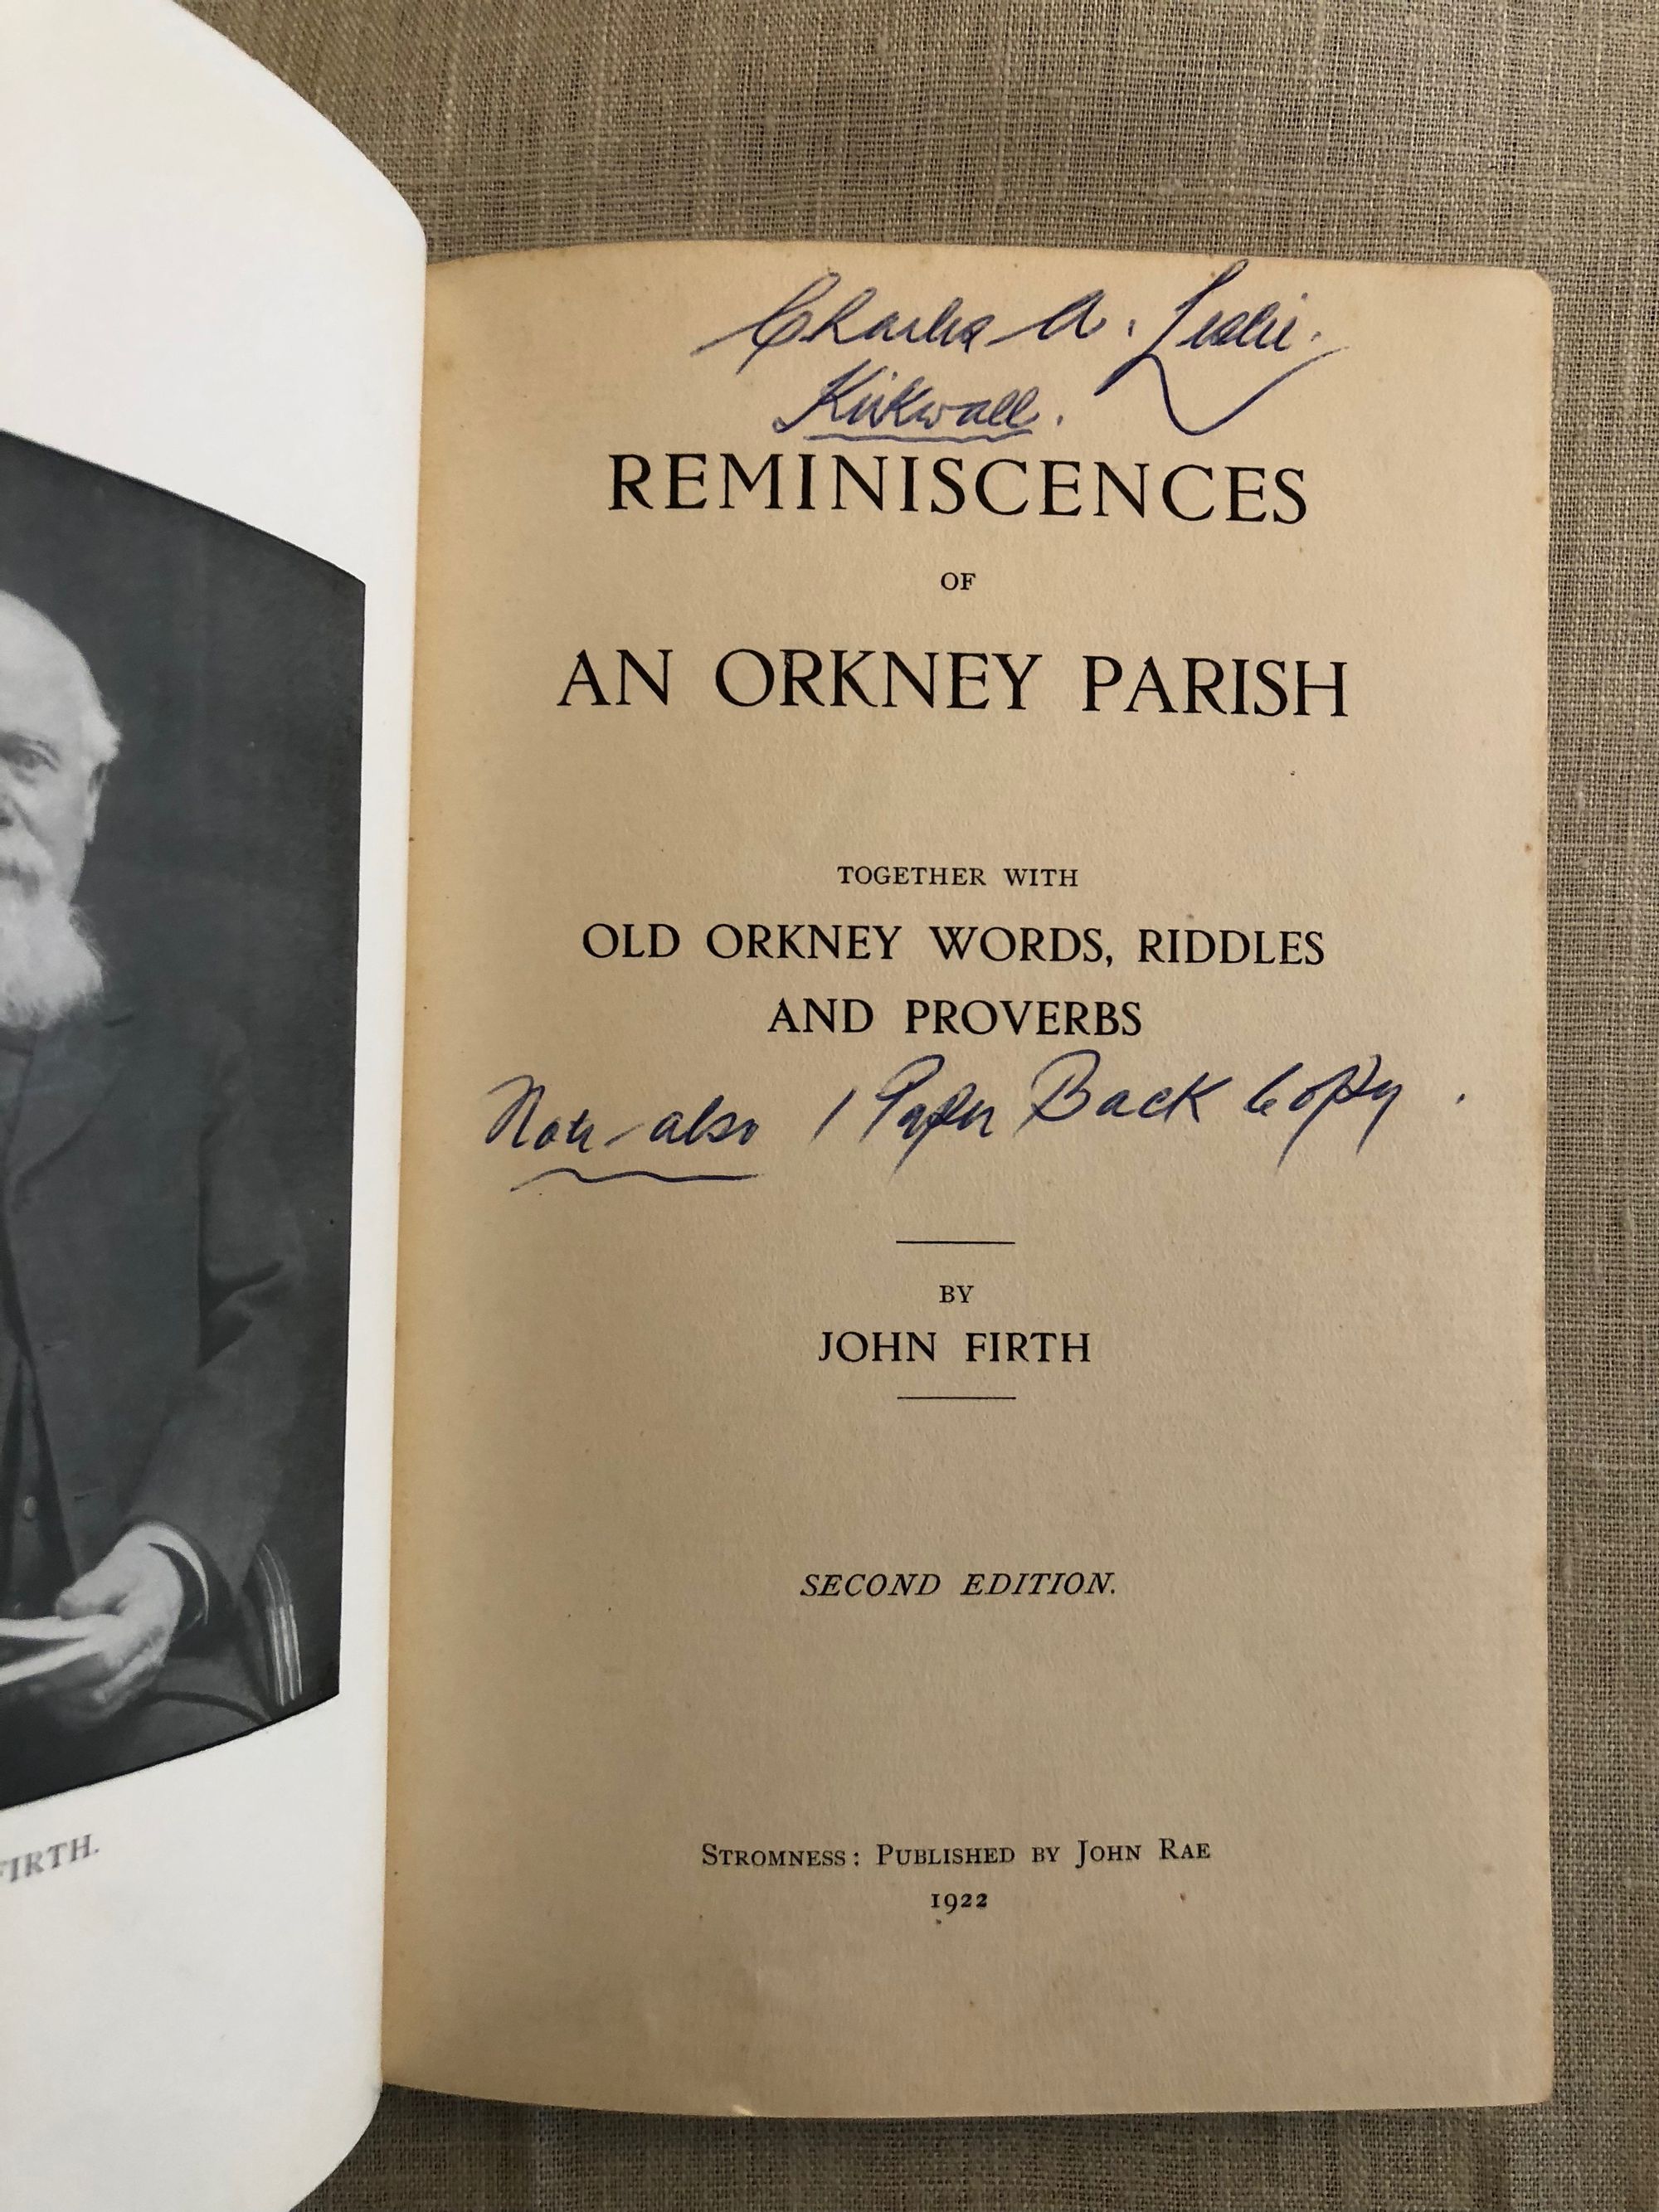 FIRTH.
Charles A. Leslie.
Kirkwall.
REMINISCENCES
OF
AN ORKNEY PARISH
TOGETHER WITH
OLD ORKNEY WORDS, RIDDLES
AND PROVERBS
Note also 1 Paper Back Copy.
BY
JOHN FIRTH
SECOND EDITION.
STROMNESS: PUBLISHED BY JOHN RAE
1922